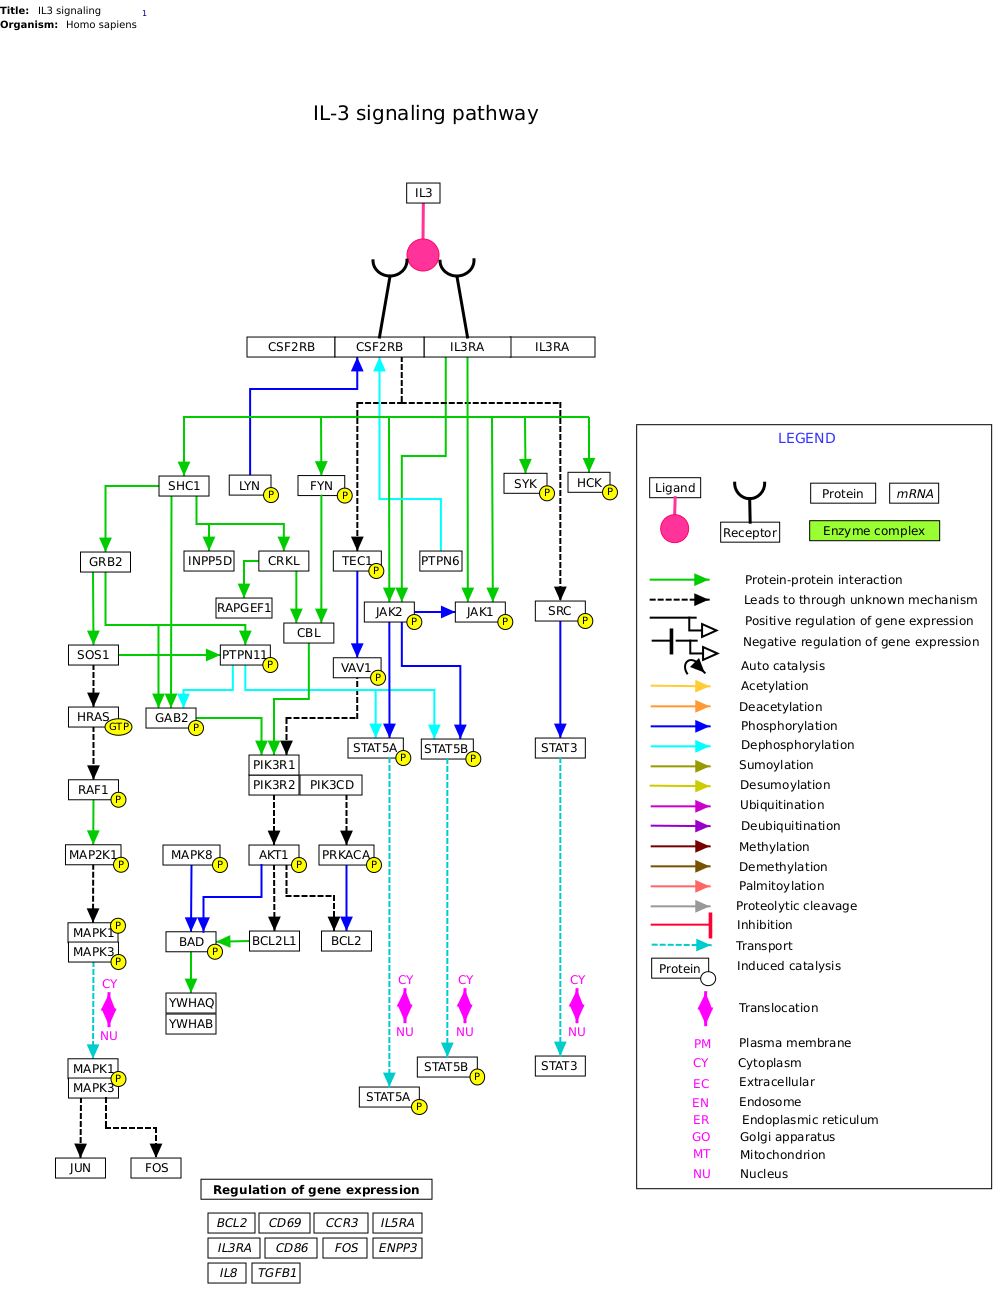 Title: IL3 signaling 1
Organism: Homo sapiens
IL-3 signaling pathway
IL3
CSF2RB CSF2RB IL3RA IL3RA
LEGEND
SHC1 LYN P FYN P SYK P HCK P
Ligand Protein mRNA
Receptor Enzyme complex
GRB2 INPP5D CRKL TEC1 P PTPN6
Protein-protein interaction
RAPGEF1 JAK2 P JAK1 P SRC P
Leads to through unknown mechanism
CBL
Positive regulation of gene expression
Negative regulation of gene expression
SOS1 PTPN11 P VAV1 P
Auto catalysis
Acetylation
HRAS GTP GAB2 P
Deacetylation
Phosphorylation
STAT5A P STAT5B P STAT3
Dephosphorylation
PIK3R1
Sumoylation
PIK3R2 PIK3CD
Desumoylation
RAF1 P
Ubiquitination
Deubiquitination
MAP2K1 P MAPK8 P AKT1 P PRKACA P
Methylation
Demethylation
Palmitoylation
Proteolytic cleavage
MAPK1 P
Inhibition
BAD P BCL2L1 BCL2
Transport
MAPK3 P
Protein Induced catalysis
CY CY CY CY
YWHAQ
Translocation
YWHAB
NU NU NU NU
PM Plasma membrane
CY Cytoplasm
MAPK1 P STAT5B P STAT3
EC Extracellular
MAPK3
STAT5A P
EN Endosome
ER Endoplasmic reticulum
GO Golgi apparatus
MT Mitochondrion
JUN FOS
NU Nucleus
Regulation of gene expression
BCL2 CD69 CCR3 IL5RA
IL3RA CD86 FOS ENPP3
IL8 TGFB1